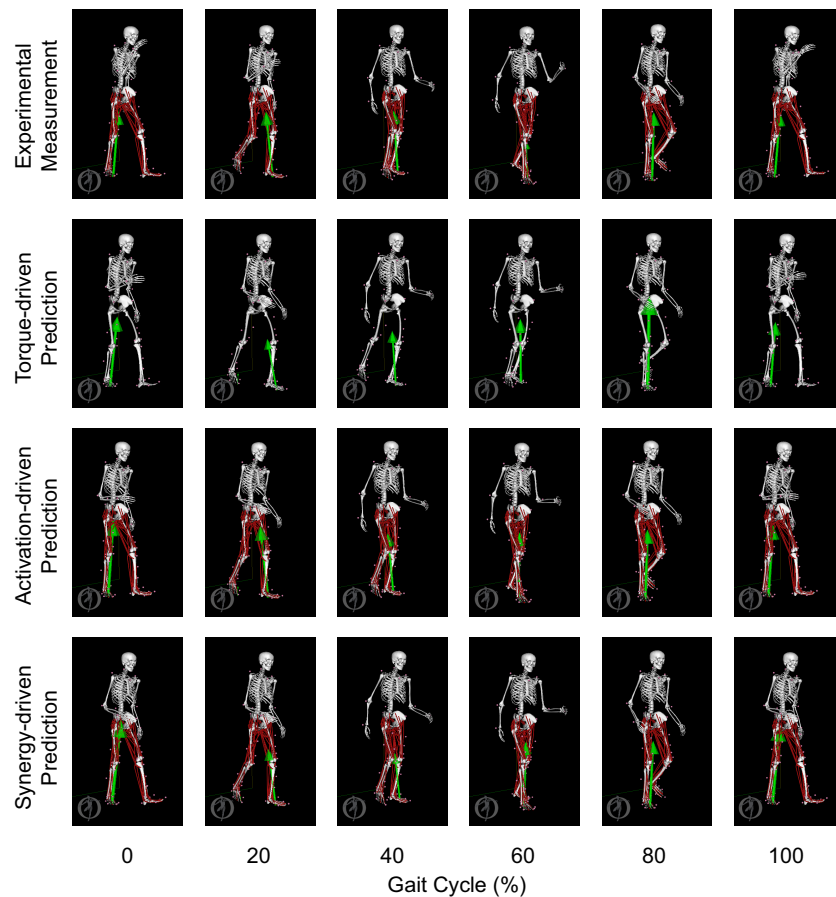 Experimental
Measurement
Torque-driven
Prediction
Activation-driven
Prediction
Synergy-driven
Prediction
0 20 40 60 80 100
Gait Cycle (%)